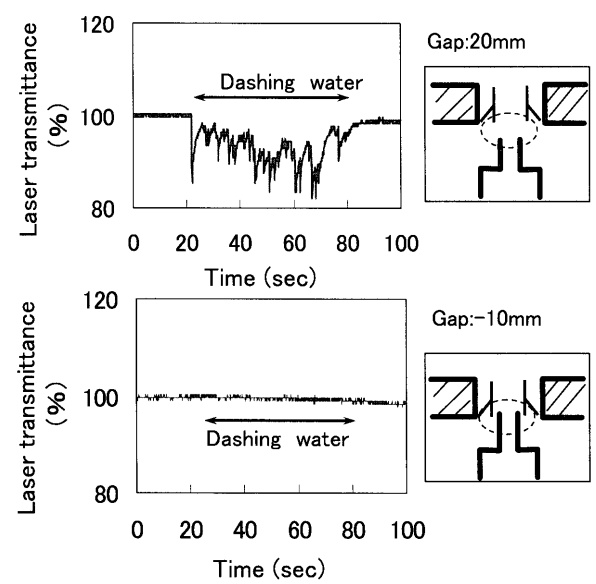 120
Gap:20mm
Dashing water
100
Laser transmittance
(%)
80
0 20 40 60 80 100
Time (sec)
120
Gap:-10mm
100
Laser transmittance
(%)
Dashing water
80
0 20 40 60 80 100
Time (sec)